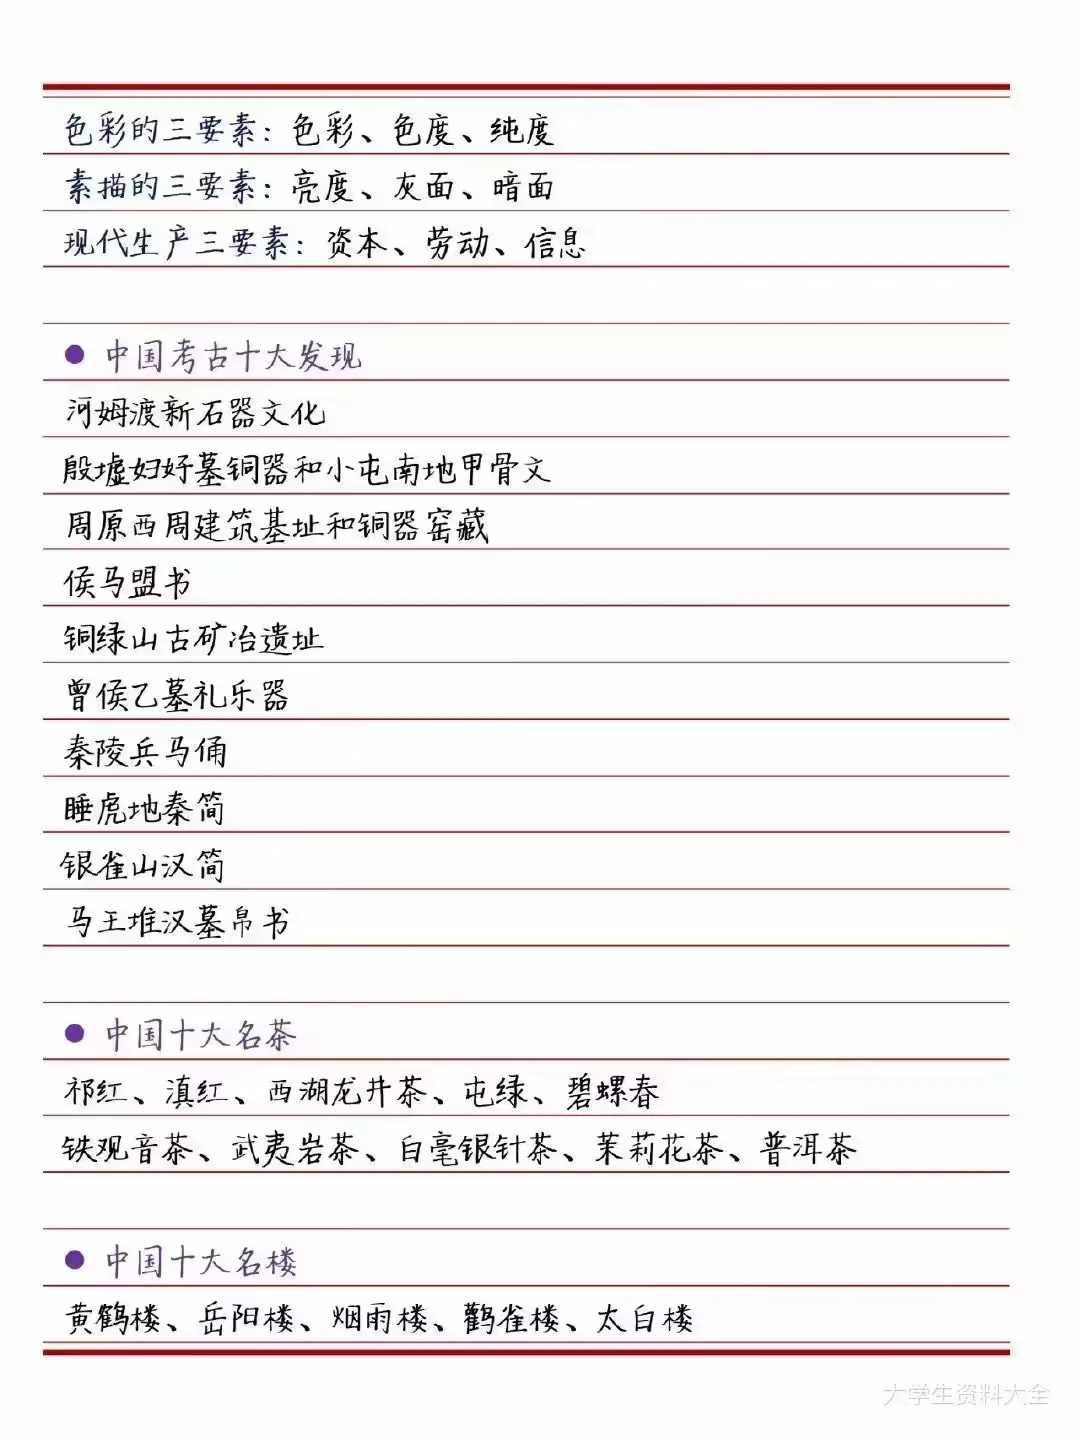 色彩的三要素：色彩、色度、纯度
素描的三要素：亮度、灰面、暗面
现代生产三要素：资本、劳动、信息
● 中国考古十大发现
河姆渡新石器文化
殷墟妇好墓铜器和小屯南地甲骨文
周原西周建筑基址和铜器窑藏
侯马盟书
铜绿山古矿冶遗址
曾侯乙墓礼乐器
秦陵兵马俑
睡虎地秦简
银雀山汉简
马王堆汉墓帛书
● 中国十大名茶
祁红、滇红、西湖龙井茶、屯绿、碧螺春
铁观音茶、武夷岩茶、白毫银针茶、茉莉花茶、普洱茶
● 中国十大名楼
黄鹤楼、岳阳楼、烟雨楼、鹳雀楼、太白楼
大学生资料大全